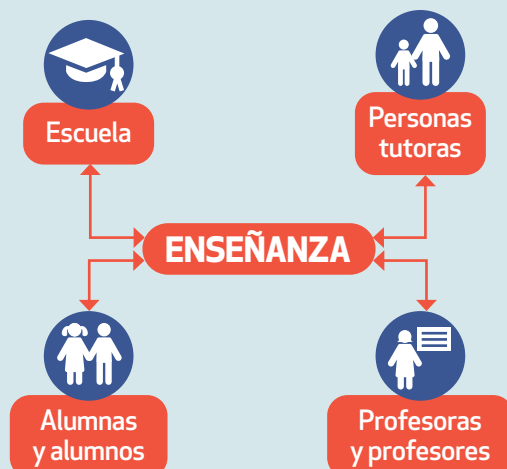 Escuela
Personas
tutoras
ENSEÑANZA
Alumnas
y alumnos
Profesoras
y profesores